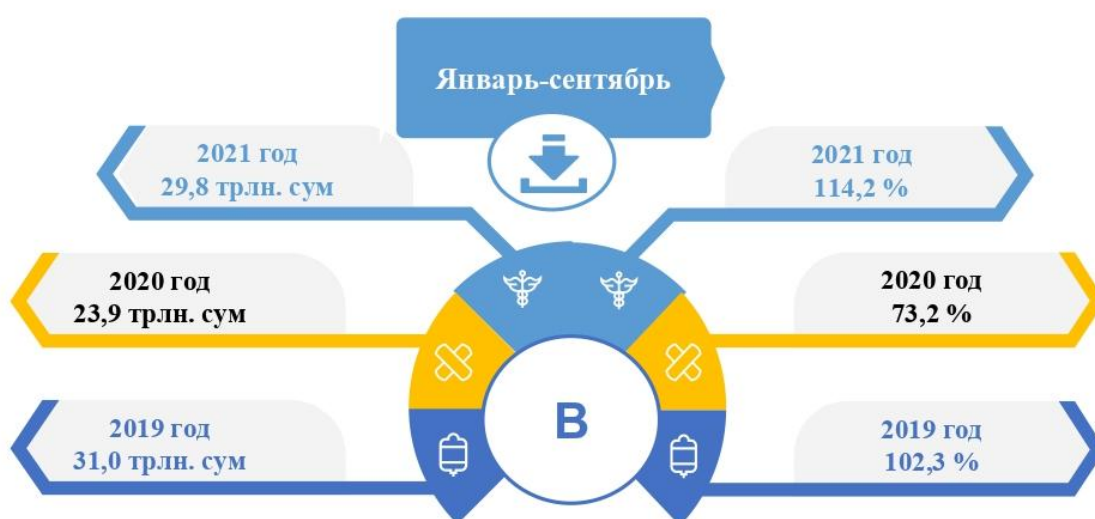 Январь-сентябрь
2021 год
29,8 трлн. сум
2021 год
114,2 %
2020 год
23,9 трлн. сум
2020 год
73,2 %
В
2019 год
31,0 трлн. сум
2019 год
102,3 %